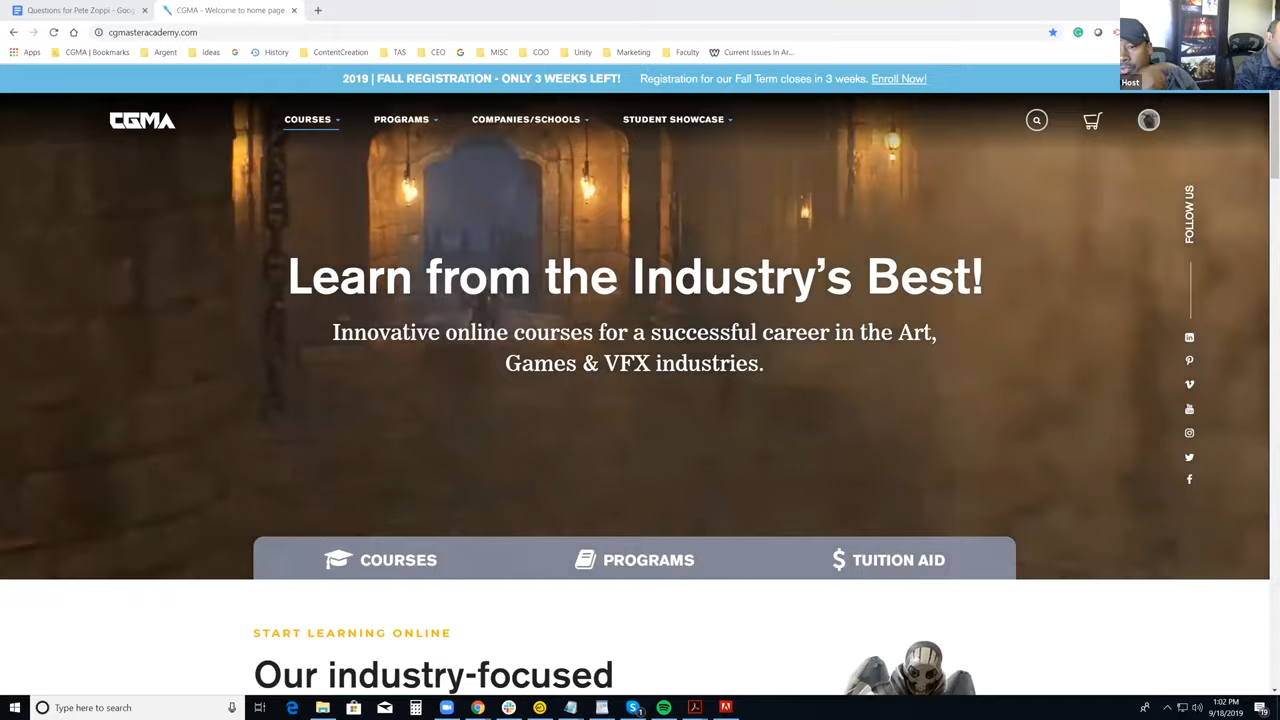 Questions for Pete Zoppi - Goog
CGMA - Welcome to home page
cgmasteracademy.com
Apps
CGMA | Bookmarks
Argent
Ideas
History
ContentCreation
TAS
CEO
MISC
COO
Unity
Marketing
Faculty
Current Issues In Ar...
Host
2019 | FALL REGISTRATION - ONLY 3 WEEKS LEFT! Registration for our Fall Term closes in 3 weeks. Enroll Now!
CGMA
COURSES
PROGRAMS
COMPANIES/SCHOOLS
STUDENT SHOWCASE
FOLLOW US
Learn from the Industry's Best!
Innovative online courses for a successful career in the Art,
Games & VFX industries.
COURSES
PROGRAMS
TUITION AID
START LEARNING ONLINE
Our industry-focused
Type here to search
1:02 PM
9/18/2019